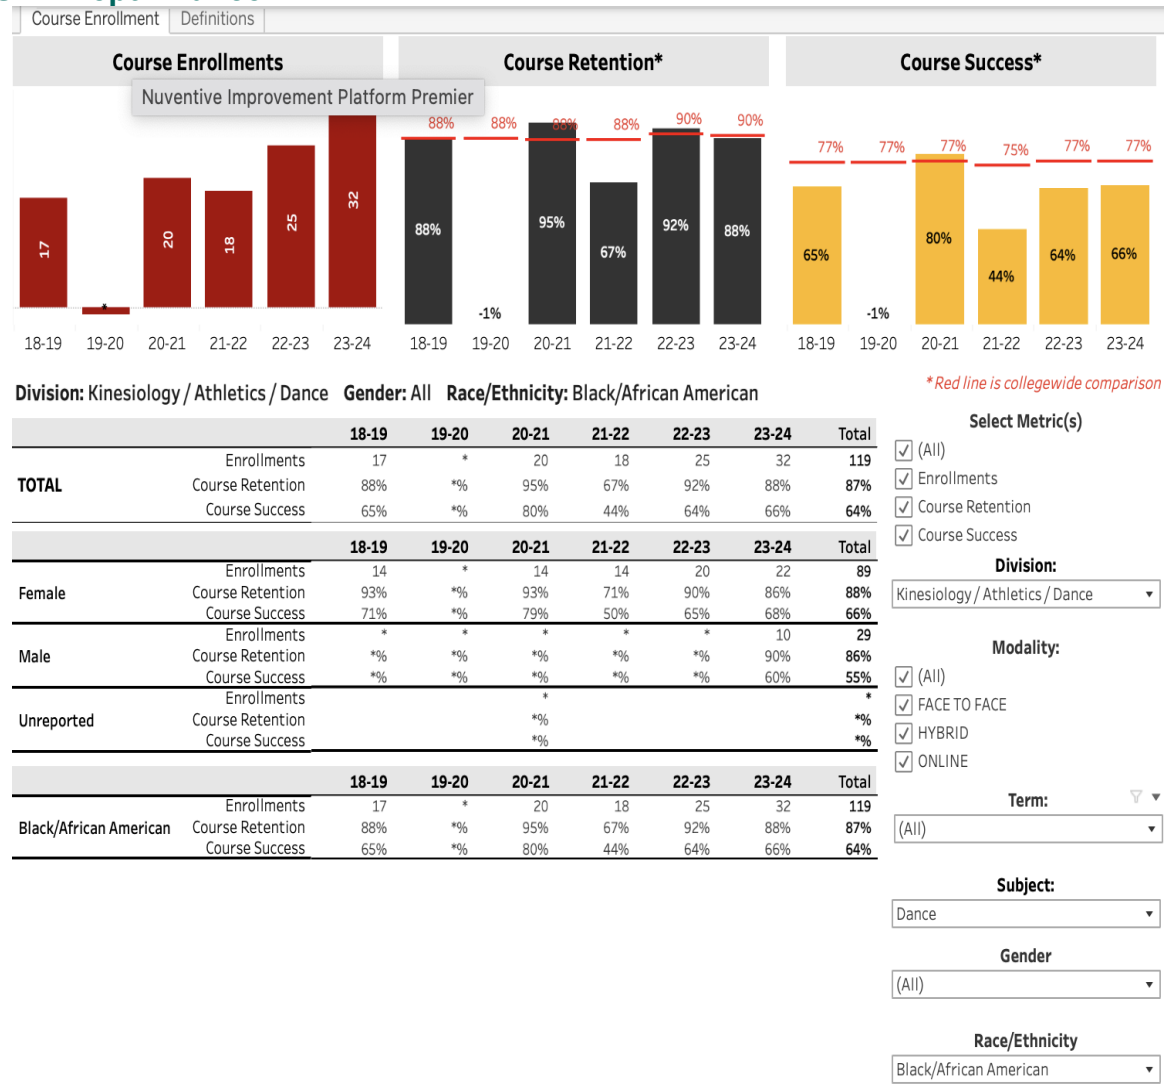 Course Enrollment Definitions
Course Enrollments Course Retention* Course Success*
Nuventive Improvement Platform Premier
17 * 20 18 25 32
18-19 19-20 20-21 21-22 22-23 23-24
88% 88% 88% 88% 90% 90%
88% -1% 95% 67% 92% 88%
18-19 19-20 20-21 21-22 22-23 23-24
77% 77% 77% 75% 77% 77%
65% -1% 80% 44% 64% 66%
18-19 19-20 20-21 21-22 22-23 23-24
* Red line is collegewide comparison
Division: Kinesiology / Athletics / Dance Gender: All Race/Ethnicity: Black/African American
18-19 19-20 20-21 21-22 22-23 23-24 Total
TOTAL
Enrollments 17 * 20 18 25 32 119
Course Retention 88% *% 95% 67% 92% 88% 87%
Course Success 65% *% 80% 44% 64% 66% 64%
18-19 19-20 20-21 21-22 22-23 23-24 Total
Female
Enrollments 14 * 14 14 20 22 89
Course Retention 93% *% 93% 71% 90% 86% 88%
Course Success 71% *% 79% 50% 65% 68% 66%
Male
Enrollments * * * * * 10 29
Course Retention *% *% *% *% *% 90% 86%
Course Success *% *% *% *% *% 60% 55%
Unreported
Enrollments * *
Course Retention *% *%
Course Success *% *%
18-19 19-20 20-21 21-22 22-23 23-24 Total
Black/African American
Enrollments 17 * 20 18 25 32 119
Course Retention 88% *% 95% 67% 92% 88% 87%
Course Success 65% *% 80% 44% 64% 66% 64%
Select Metric(s)
(All)
Enrollments
Course Retention
Course Success
Division:
Kinesiology / Athletics / Dance
Modality:
(All)
FACE TO FACE
HYBRID
ONLINE
Term:
(All)
Subject:
Dance
Gender
(All)
Race/Ethnicity
Black/African American